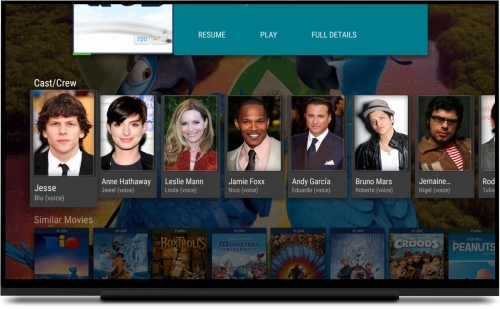 720
RESUME PLAY FULL DETAILS
Cast/Crew
Jesse
Blu (voice)
Anne Hathaway
Jewel (voice)
Leslie Mann
Linda (voice)
Jamie Foxx
Nico (voice)
Andy García
Eduardo (voice)
Bruno Mars
Roberto (voice)
Jemaine...
Nigel (voice)
Rod
Tulio
Similar Movies
Rio
BOXTROLLS
MONSTERS
UNIVERSITY
CROODS
PEANUTS